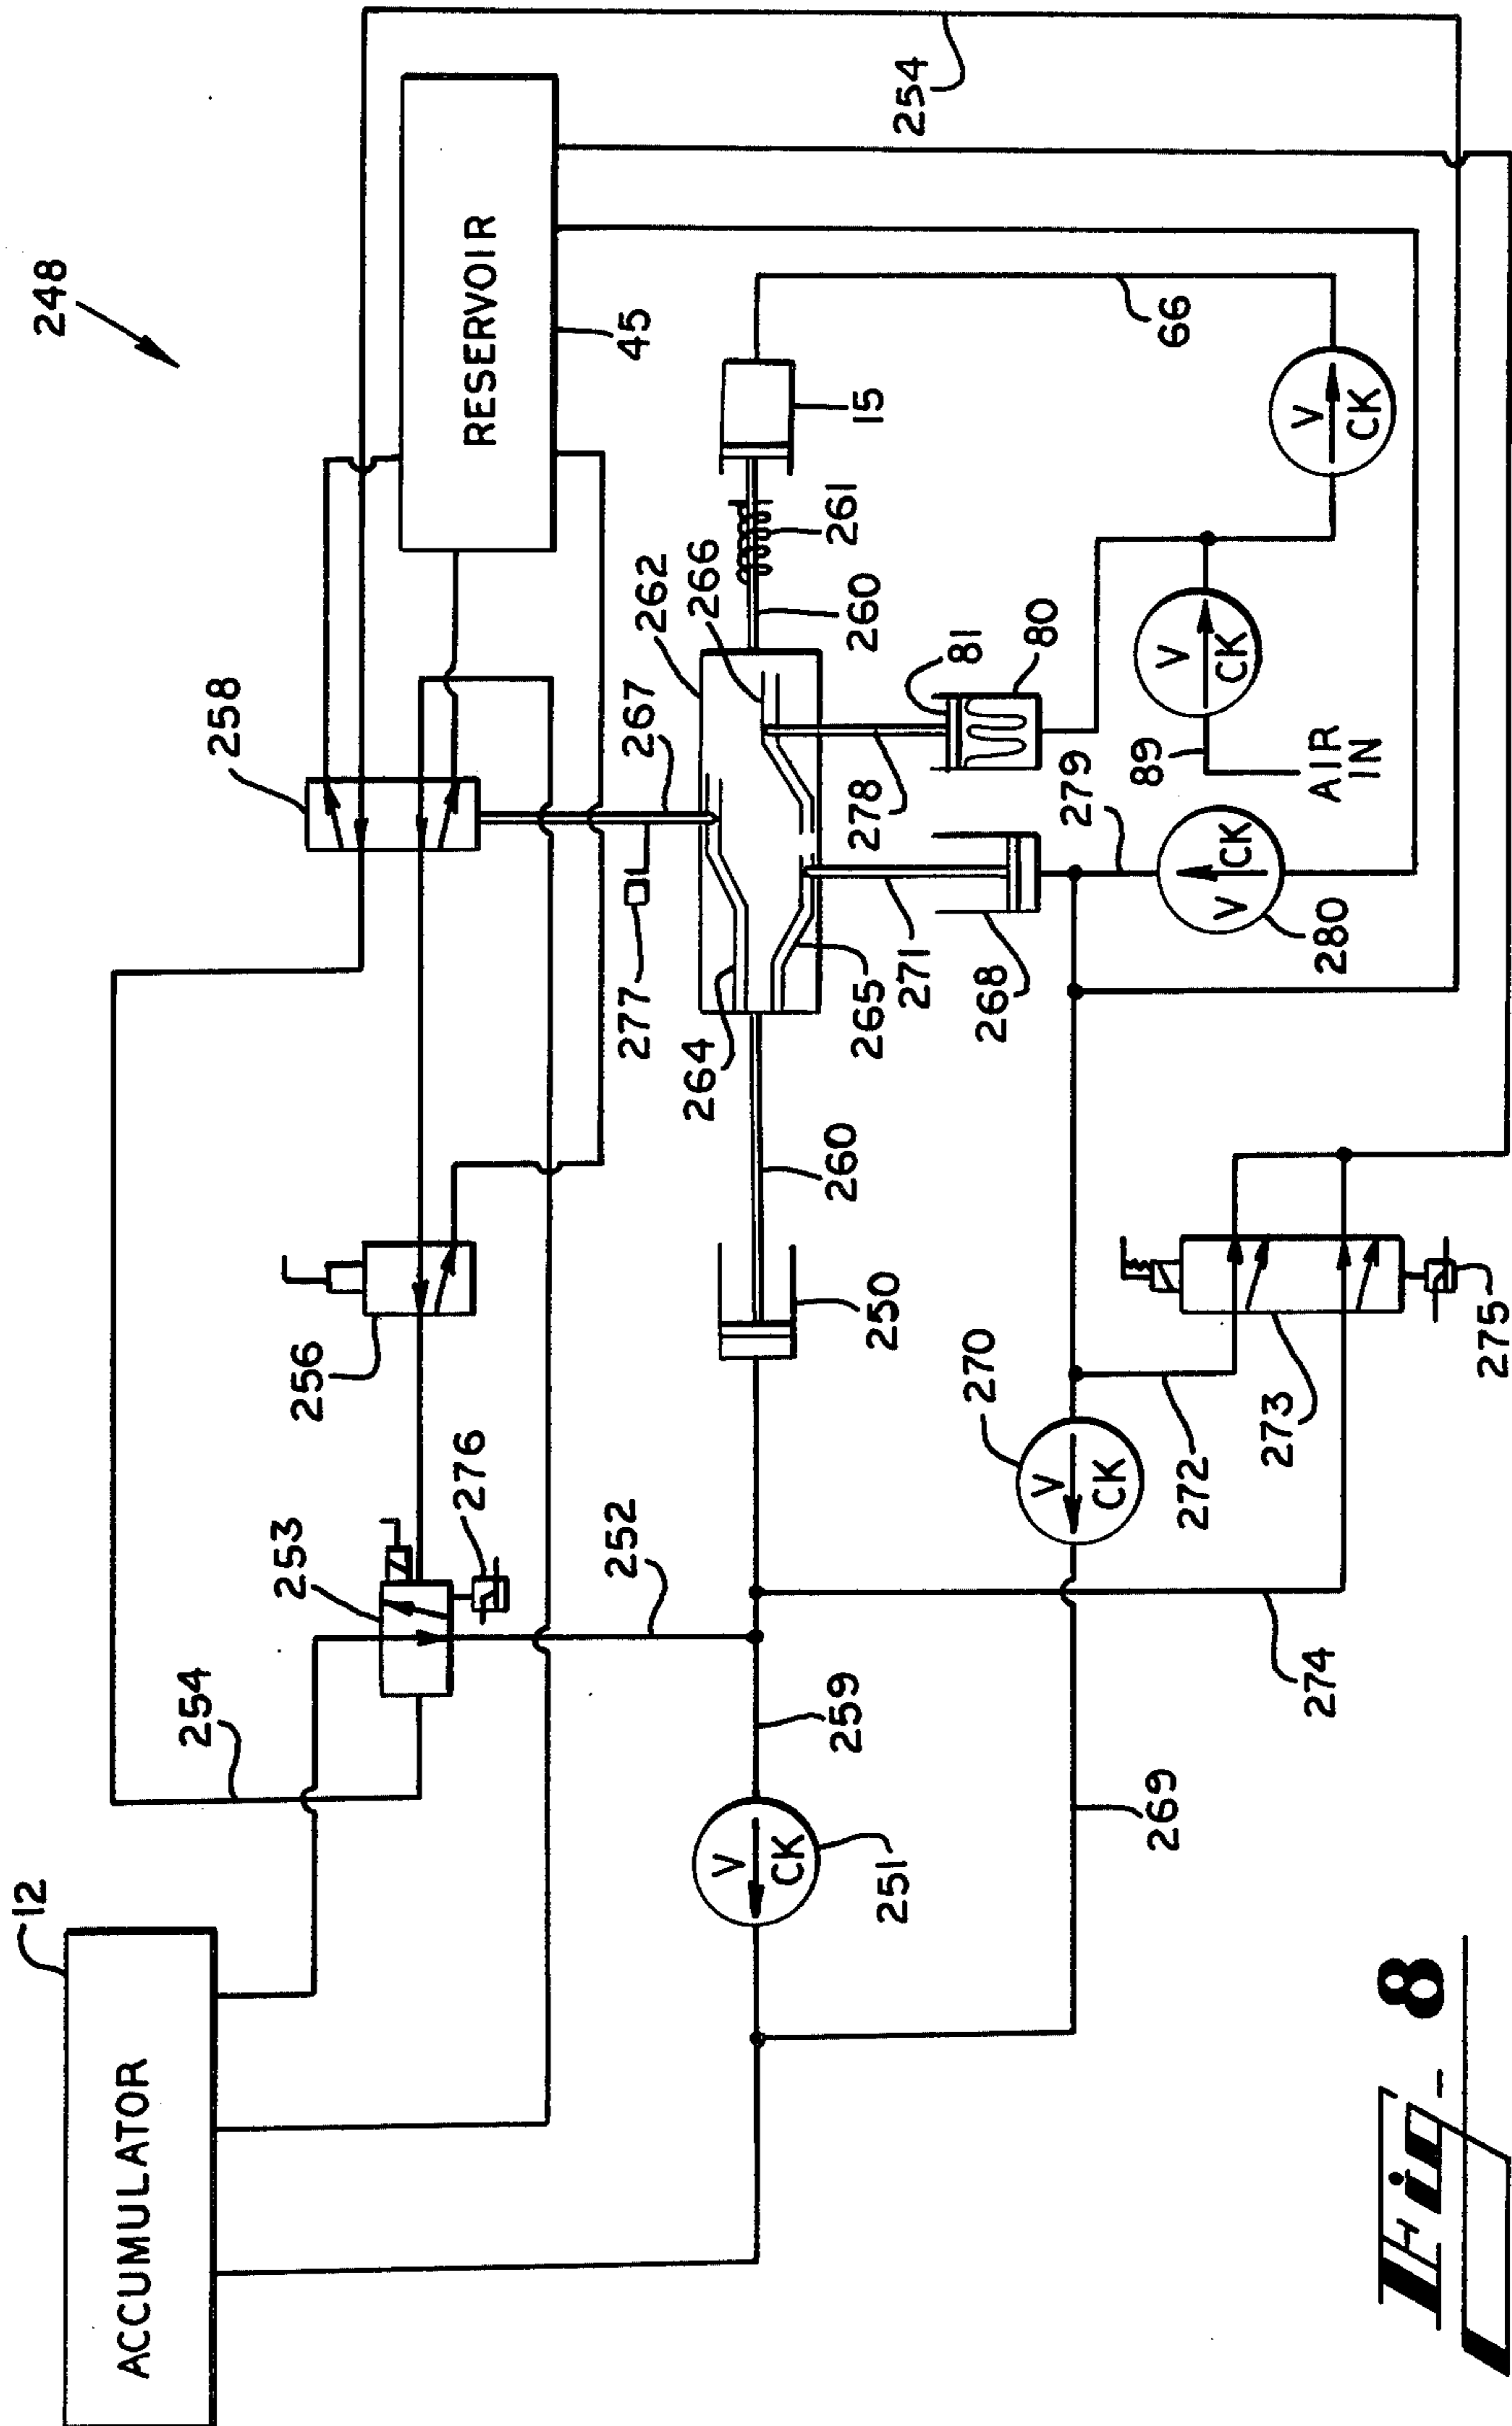 248
254
RESERVOIR
45
258
262
266
261
15
66
267
260
81
80
V
CK
V
CK
89
AIR
IN
277
264
265
271
278
268
279
V
CK
280
256
260
250
270
V
CK
272
273
275
253
276
252
254
259
V
CK
251
269
274
12
ACCUMULATOR
Fig_ 8